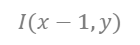 I(x − 1, y)